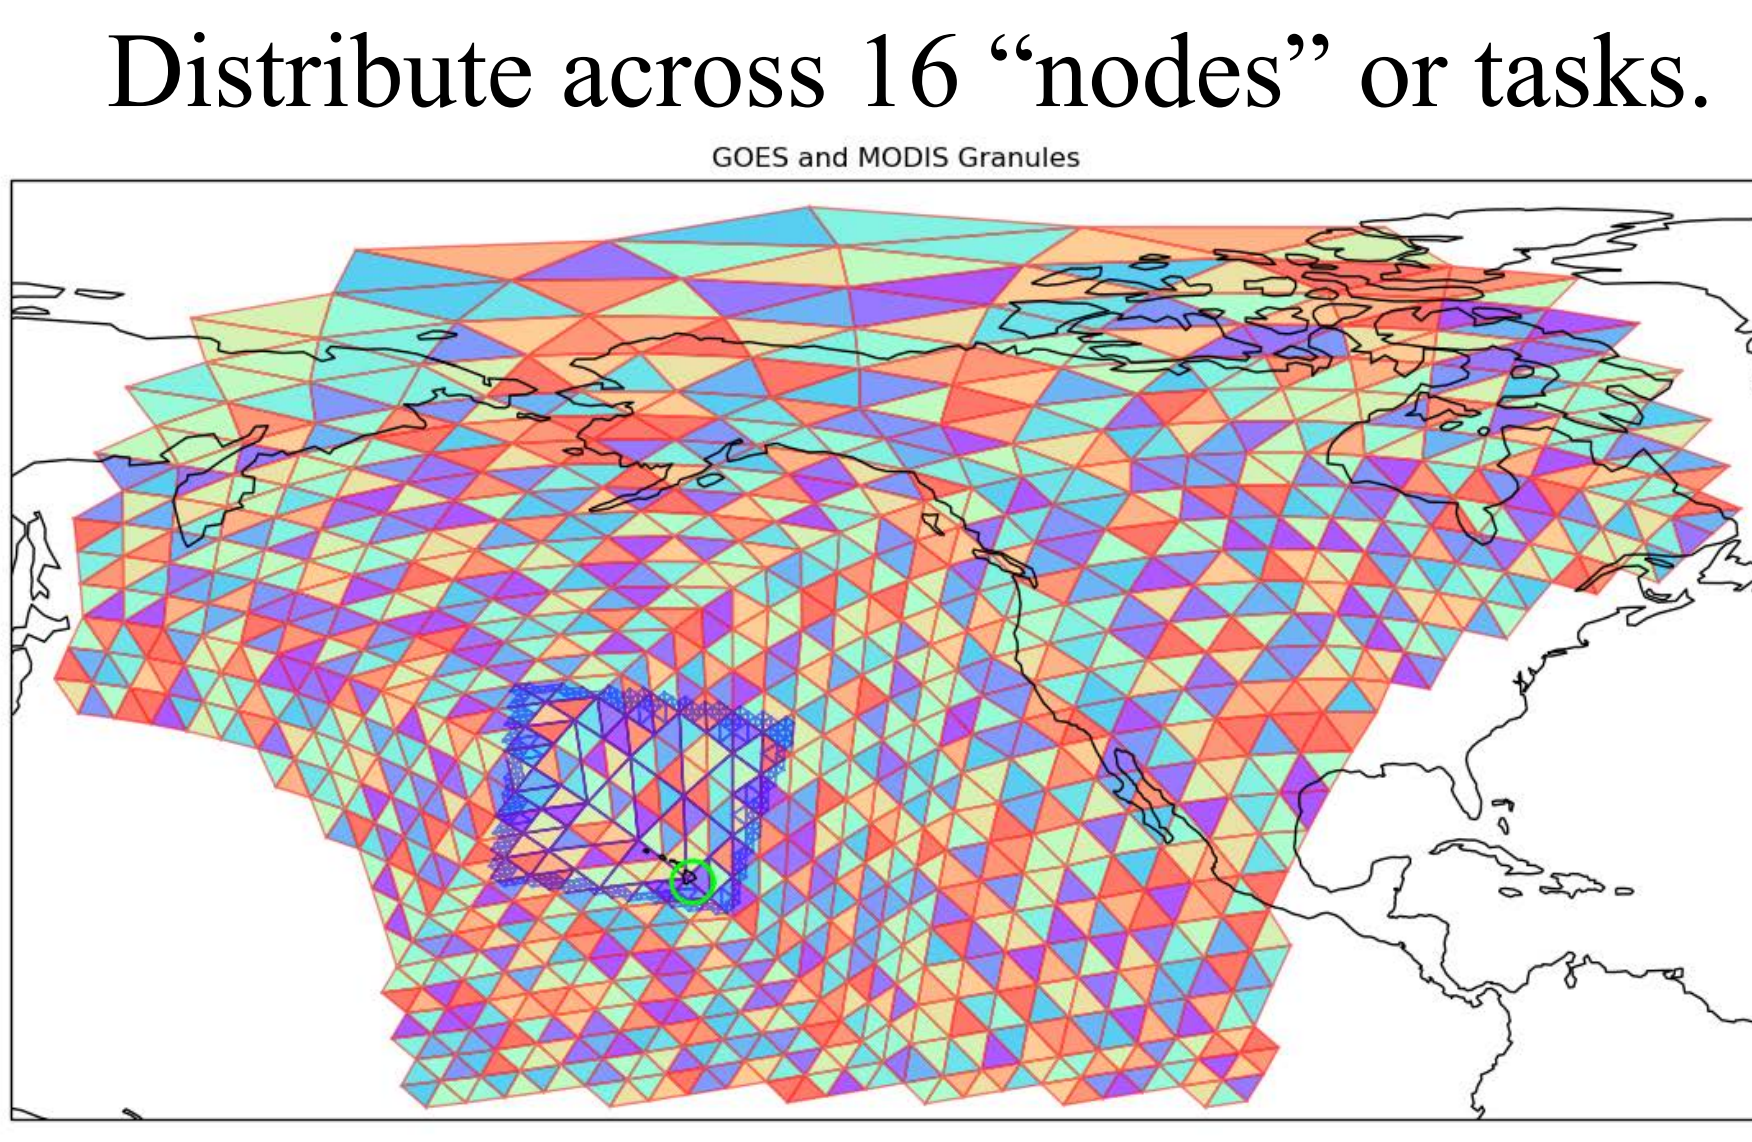 Distribute across 16 “nodes” or tasks.
GOES and MODIS Granules